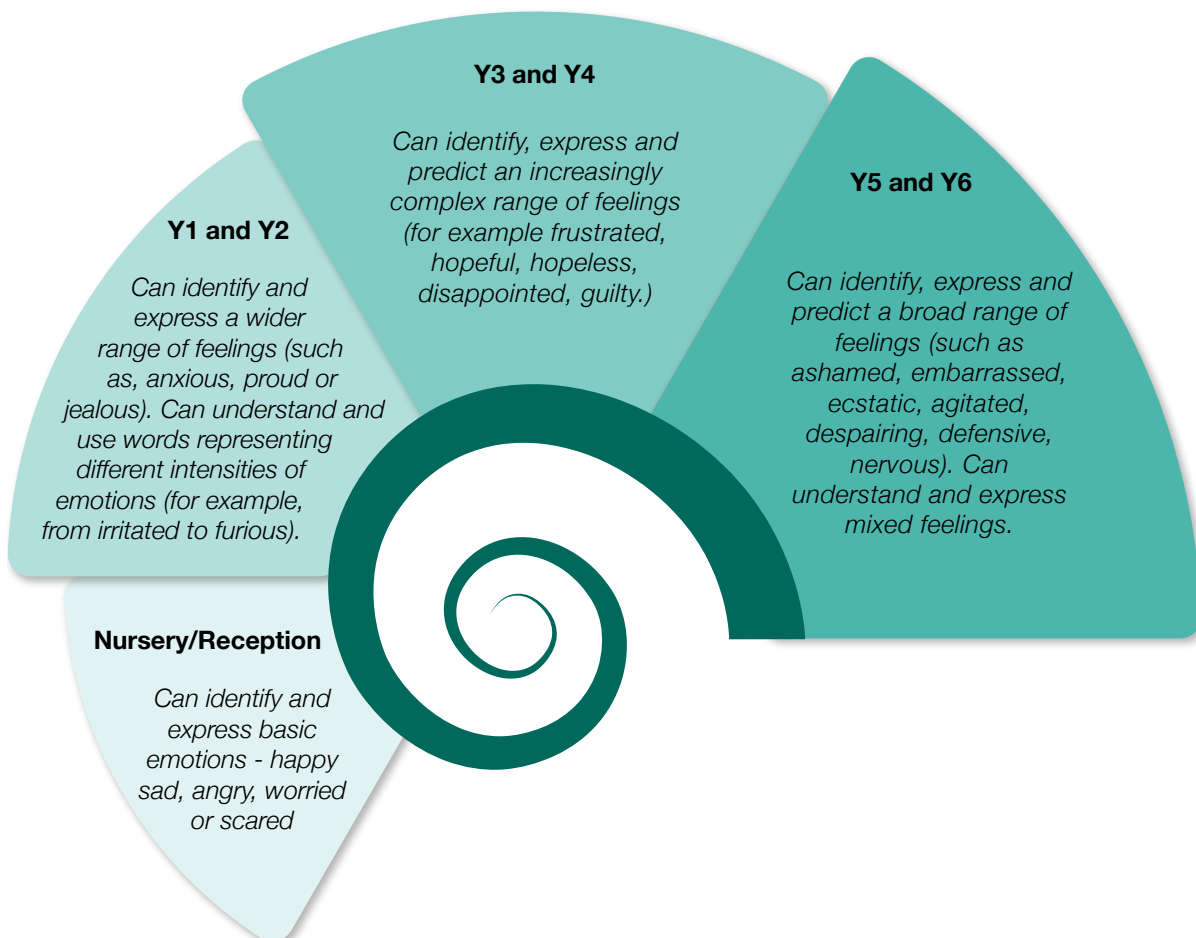 Y3 and Y4
Can identify, express and
predict an increasingly
complex range of feelings
(for example frustrated,
hopeful, hopeless,
disappointed, guilty.)
Y5 and Y6
Can identify, express and
predict a broad range of
feelings (such as
ashamed, embarrassed,
ecstatic, agitated,
despairing, defensive,
nervous). Can
understand and express
mixed feelings.
Y1 and Y2
Can identify and
express a wider
range of feelings (such
as, anxious, proud or
jealous). Can understand and
use words representing
different intensities of
emotions (for example,
from irritated to furious).
Nursery/Reception
Can identify and
express basic
emotions - happy
sad, angry, worried
or scared